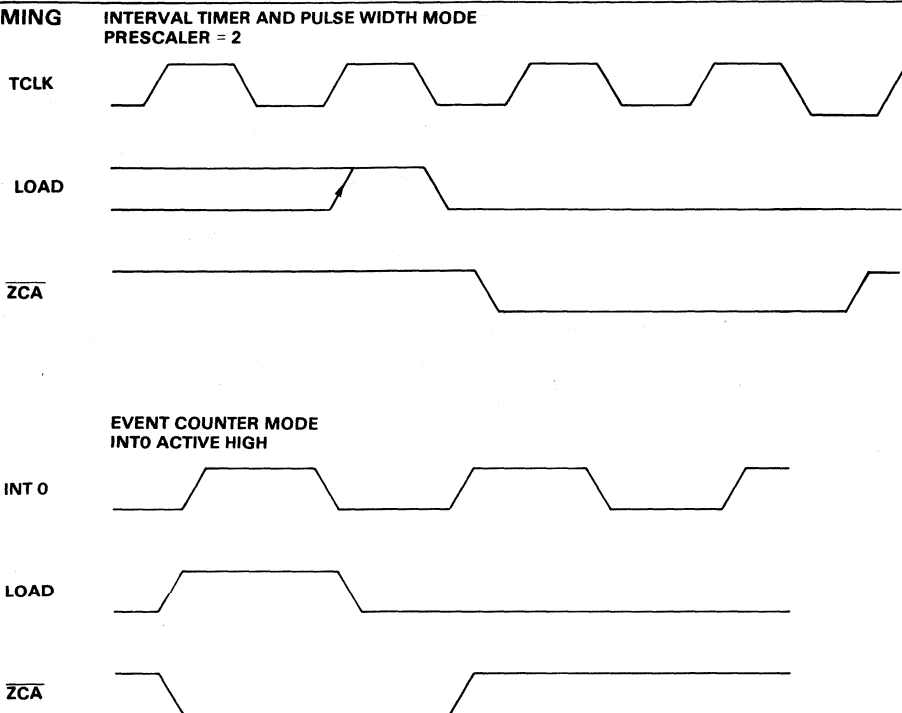 MING
INTERVAL TIMER AND PULSE WIDTH MODE
PRESCALER = 2
TCLK
LOAD
ZCA
EVENT COUNTER MODE
INT0 ACTIVE HIGH
INT 0
LOAD
ZCA